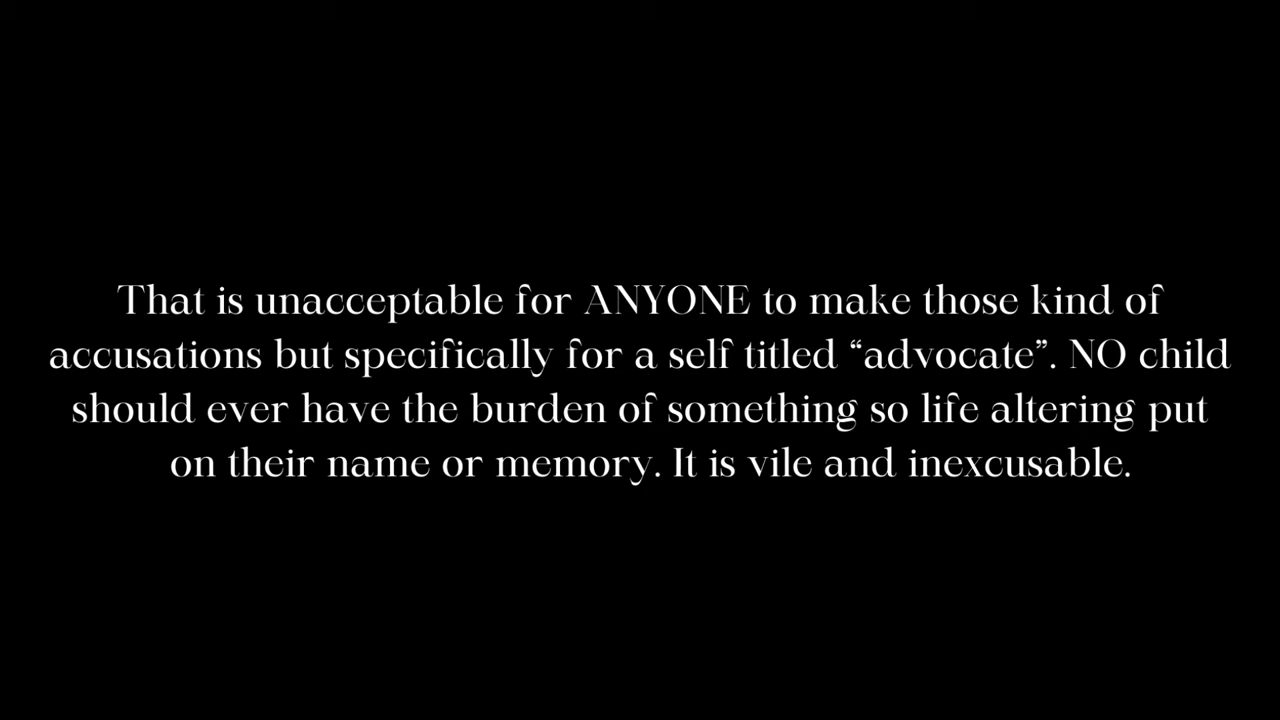 That is unacceptable for ANYONE to make those kind of
accusations but specifically for a self titled “advocate”. NO child
should ever have the burden of something so life altering put
on their name or memory. It is vile and inexcusable.